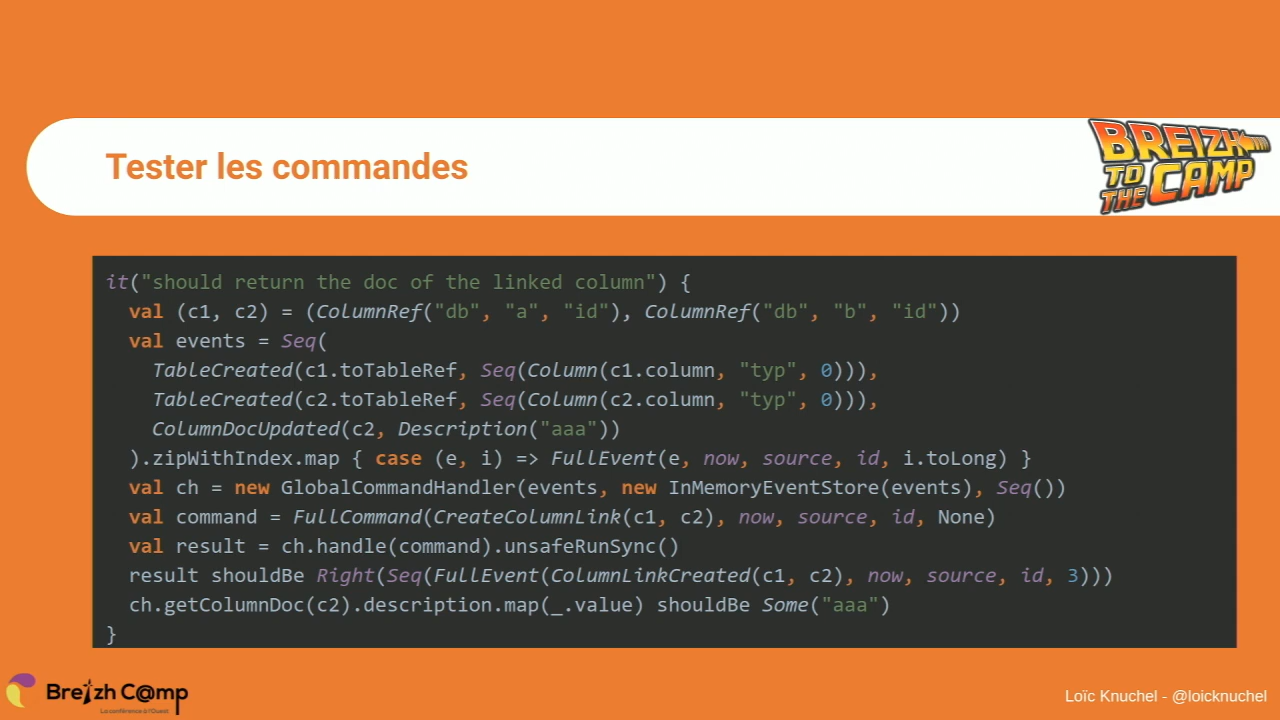 Tester les commandes
BREIZH
TO
THE CAMP
it("should return the doc of the linked column") {
  val (c1, c2) = (ColumnRef("db", "a", "id"), ColumnRef("db", "b", "id"))
  val events = Seq(
    TableCreated(c1.toTableRef, Seq(Column(c1.column, "typ", 0))),
    TableCreated(c2.toTableRef, Seq(Column(c2.column, "typ", 0))),
    ColumnDocUpdated(c2, Description("aaa"))
  ).zipWithIndex.map { case (e, i) => FullEvent(e, now, source, id, i.toLong) }
  val ch = new GlobalCommandHandler(events, new InMemoryEventStore(events), Seq())
  val command = FullCommand(CreateColumnLink(c1, c2), now, source, id, None)
  val result = ch.handle(command).unsafeRunSync()
  result shouldBe Right(Seq(FullEvent(ColumnLinkCreated(c1, c2), now, source, id, 3)))
  ch.getColumnDoc(c2).description.map(_.value) shouldBe Some("aaa")
}
Breizh C@mp
La conférence à l'Ouest
Loïc Knuchel - @loicknuchel